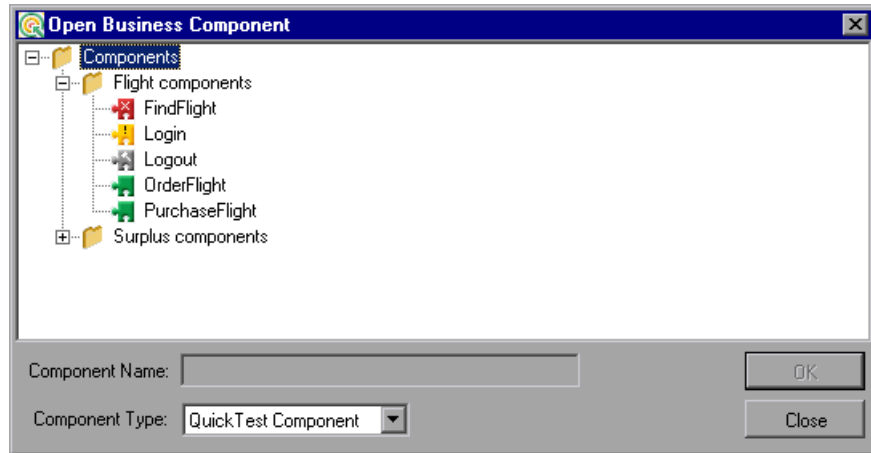 Open Business Component
Components
Flight components
FindFlight
Login
Logout
OrderFlight
PurchaseFlight
Surplus components
Component Name:
OK
Component Type: QuickTest Component
Close